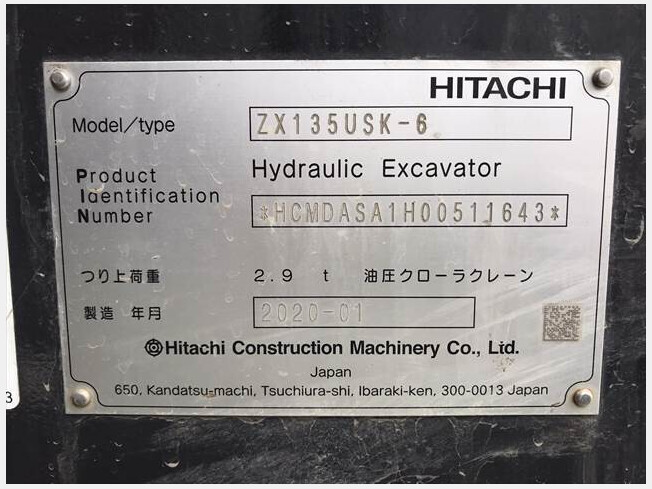 HITACHI
Model/type ZX135USK-6
Hydraulic Excavator
Product
Identification
Number *HCMDASA1H00511643*
つり上荷重 2.9 t 油圧クローラクレーン
製造 年月 2020-01
Hitachi Construction Machinery Co., Ltd.
Japan
650, Kandatsu-machi, Tsuchiura-shi, Ibaraki-ken, 300-0013 Japan
3